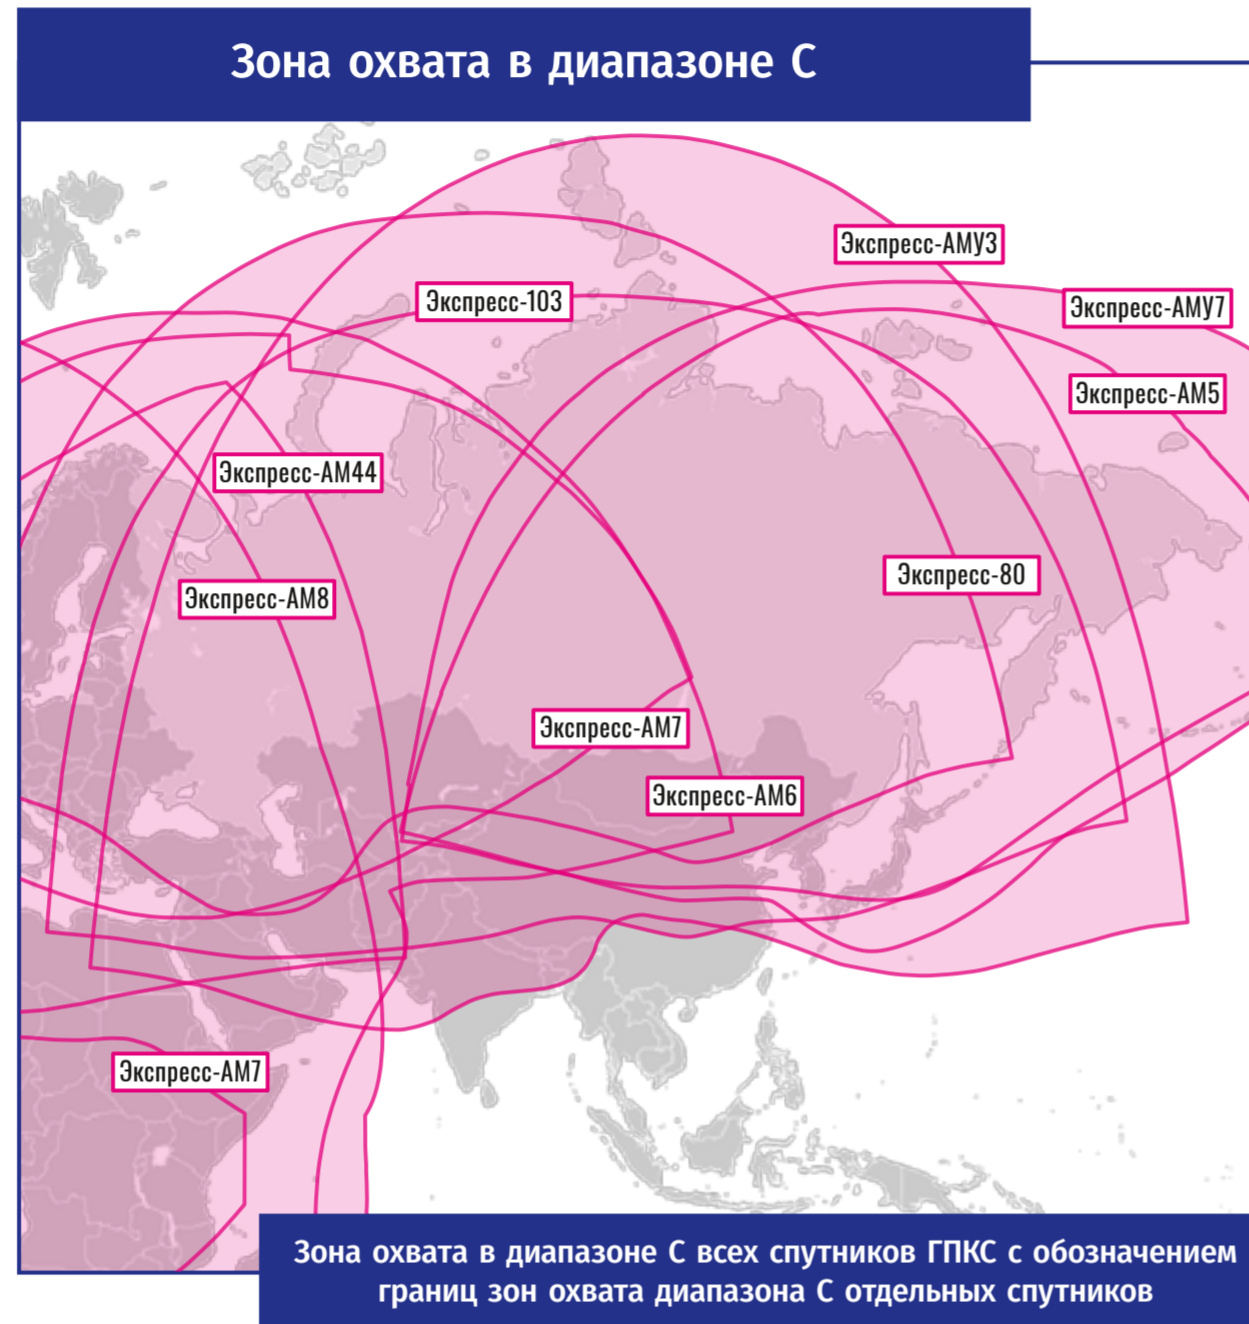 Зона охвата в диапазоне С
Экспресс-АМУ3
Экспресс-103
Экспресс-АМУ7
Экспресс-АМ5
Экспресс-АМ44
Экспресс-80
Экспресс-АМ8
Экспресс-АМ7
Экспресс-АМ6
Экспресс-АМ7
Зона охвата в диапазоне С всех спутников ГПКС с обозначением
границ зон охвата диапазона С отдельных спутников